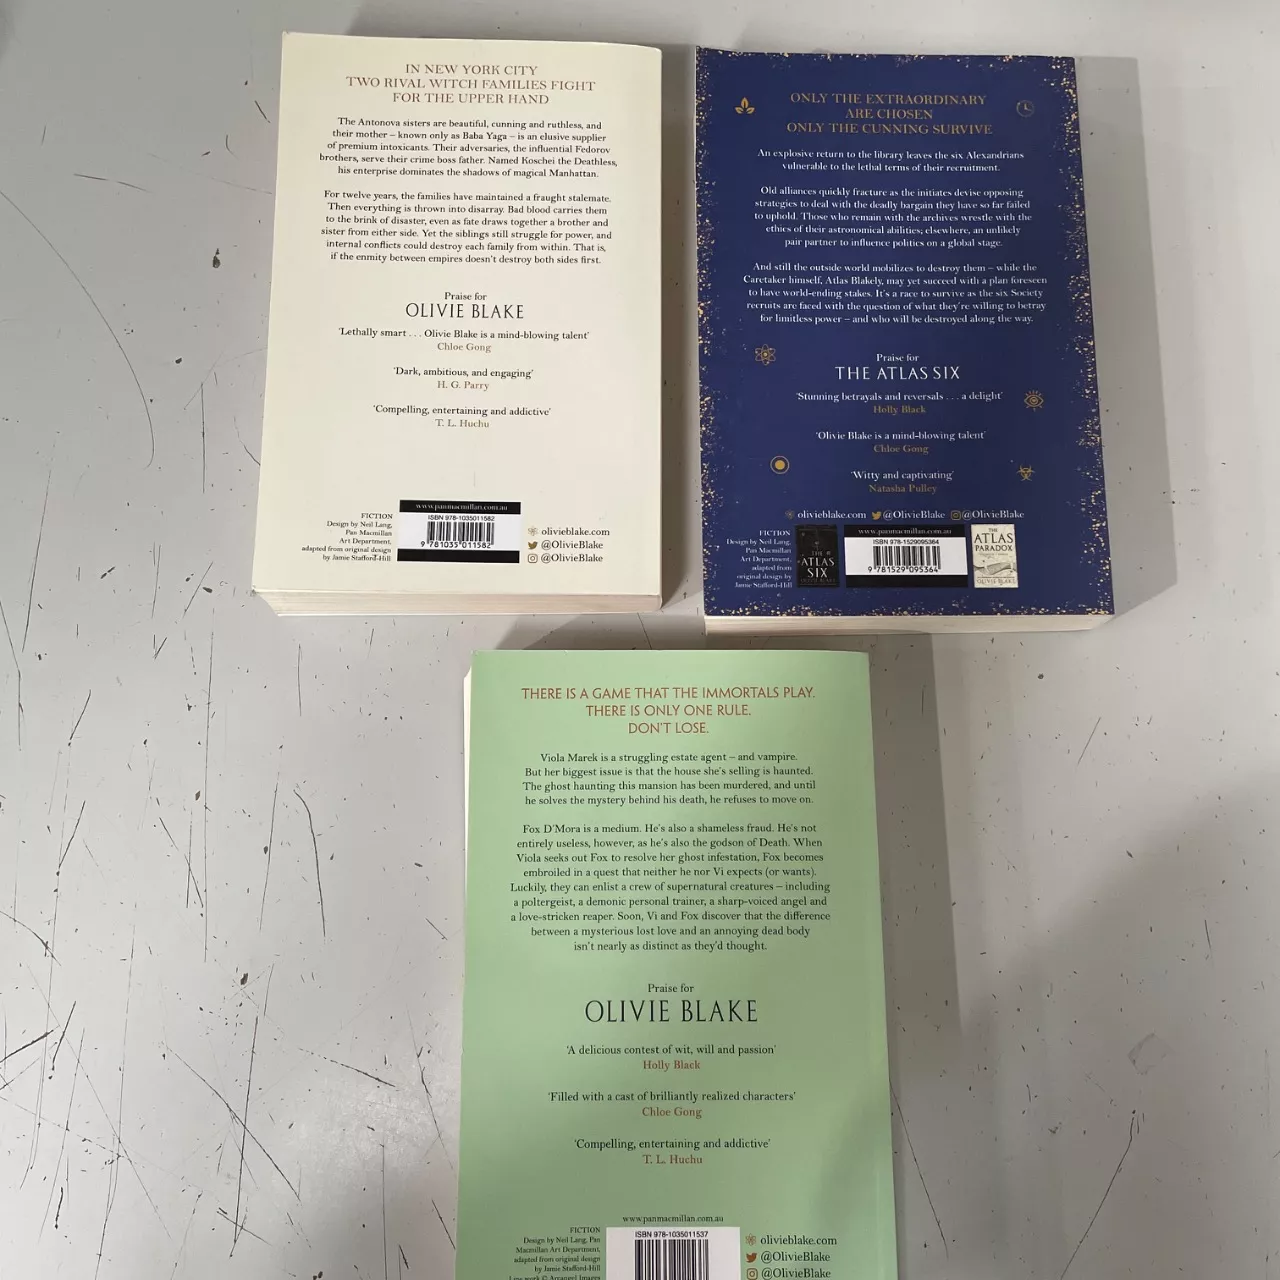 IN NEW YORK CITY
TWO RIVAL WITCH FAMILIES FIGHT
FOR THE UPPER HAND
The Antonova sisters are beautiful, cunning and ruthless, and
their mother – known only as Baba Yaga – is an elusive supplier
of premium intoxicants. Their adversaries, the influential Fedorov
brothers, serve their crime boss father. Named Koschei the Deathless,
his enterprise dominates the shadows of magical Manhattan.
For twelve years, the families have maintained a fraught stalemate.
Then everything is thrown into disarray. Bad blood carries them
to the brink of disaster, even as fate draws together a brother and
sister from either side. Yet the siblings still struggle for power, and
internal conflicts could destroy each family from within. That is,
if the enmity between empires doesn't destroy both sides first.
Praise for
OLIVIE BLAKE
'Lethally smart . . . Olivie Blake is a mind-blowing talent'
Chloe Gong
'Dark, ambitious, and engaging'
H. G. Parry
'Compelling, entertaining and addictive'
T. L. Huchu
www.panmacmillan.com.au
ISBN 978-1035011582
9 781035 011582
FICTION
Design by Neil Lang,
Pan Macmillan
Art Department,
adapted from original design
by Jamie Stafford-Hill
olivieblake.com
@OlivieBlake
@OlivieBlake
ONLY THE EXTRAORDINARY
ARE CHOSEN
ONLY THE CUNNING SURVIVE
An explosive return to the library leaves the six Alexandrians
vulnerable to the lethal terms of their recruitment.
Old alliances quickly fracture as the initiates devise opposing
strategies to deal with the deadly bargain they have so far failed
to uphold. Those who remain with the archives wrestle with the
ethics of their astronomical abilities; elsewhere, an unlikely
pair partner to influence politics on a global stage.
And still the outside world mobilizes to destroy them – while the
Caretaker himself, Atlas Blakely, may yet succeed with a plan foreseen
to have world-ending stakes. It's a race to survive as the six Society
recruits are faced with the question of what they're willing to betray
for limitless power – and who will be destroyed along the way.
Praise for
THE ATLAS SIX
'Stunning betrayals and reversals . . . a delight'
Holly Black
'Olivie Blake is a mind-blowing talent'
Chloe Gong
'Witty and captivating'
Natasha Pulley
olivieblake.com @OlivieBlake @OlivieBlake
FICTION
Design by Neil Lang,
Pan Macmillan
Art Department,
adapted from
original design by
Jamie Stafford-Hill
THE
ATLAS
SIX
OLIVIE BLAKE
www.panmacmillan.com.au
ISBN 978-1529095364
9 781529 095364
THE
ATLAS
PARADOX
OLIVIE BLAKE
THERE IS A GAME THAT THE IMMORTALS PLAY.
THERE IS ONLY ONE RULE.
DON'T LOSE.
Viola Marek is a struggling estate agent – and vampire.
But her biggest issue is that the house she's selling is haunted.
The ghost haunting this mansion has been murdered, and until
he solves the mystery behind his death, he refuses to move on.
Fox D'Mora is a medium. He's also a shameless fraud. He's not
entirely useless, however, as he's also the godson of Death. When
Viola seeks out Fox to resolve her ghost infestation, Fox becomes
embroiled in a quest that neither he nor Vi expects (or wants).
Luckily, they can enlist a crew of supernatural creatures – including
a poltergeist, a demonic personal trainer, a sharp-voiced angel and
a love-stricken reaper. Soon, Vi and Fox discover that the difference
between a mysterious lost love and an annoying dead body
isn't nearly as distinct as they'd thought.
Praise for
OLIVIE BLAKE
'A delicious contest of wit, will and passion'
Holly Black
'Filled with a cast of brilliantly realized characters'
Chloe Gong
'Compelling, entertaining and addictive'
T. L. Huchu
www.panmacmillan.com.au
FICTION
Design by Neil Lang, Pan
Macmillan Art Department,
adapted from original design
by Jamie Stafford-Hill
Line work © Arcangel Images
ISBN 978-1035011537
olivieblake.com
@OlivieBlake
@OlivieBlake